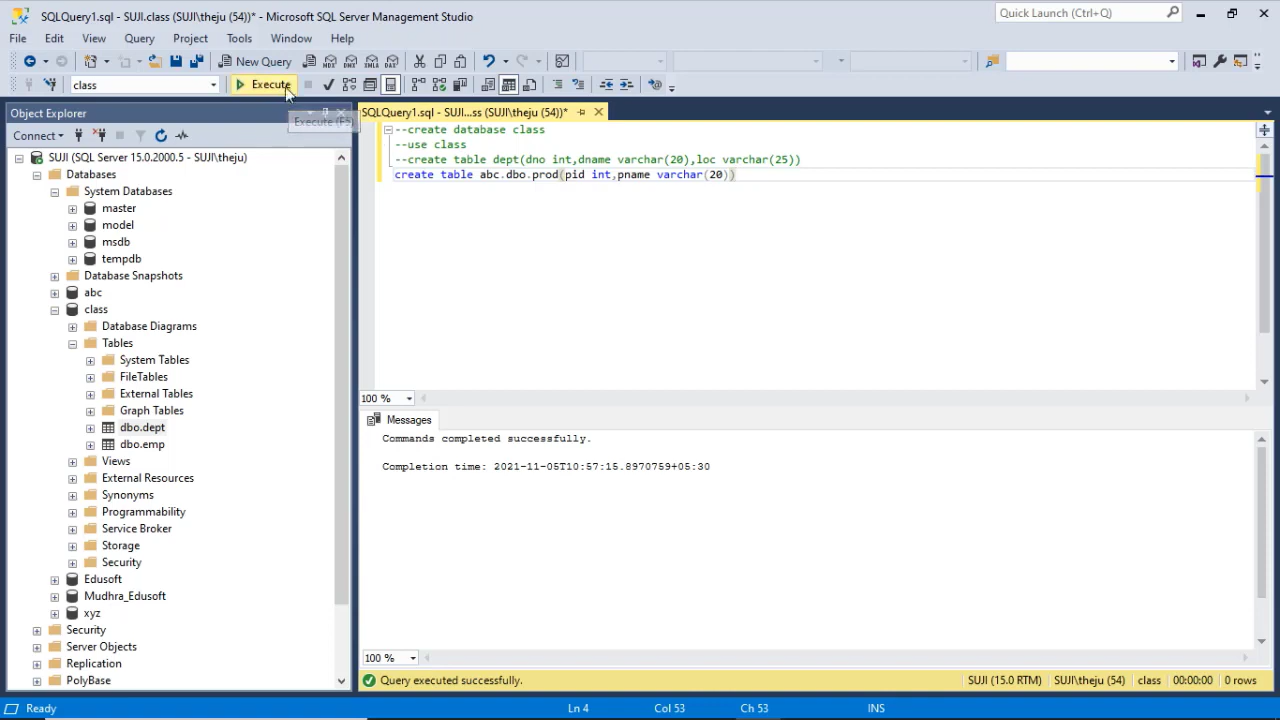 SQLQuery1.sql - SUJI.class (SUJI\theju (54))* - Microsoft SQL Server Management Studio
Quick Launch (Ctrl+Q)
File Edit View Query Project Tools Window Help
New Query
class
Execute
Object Explorer
Execute (F5)
SQLQuery1.sql - SUJI...ss (SUJI\theju (54))*
Connect
SUJI (SQL Server 15.0.2000.5 - SUJI\theju)
Databases
System Databases
master
model
msdb
tempdb
Database Snapshots
abc
class
Database Diagrams
Tables
System Tables
FileTables
External Tables
Graph Tables
dbo.dept
dbo.emp
Views
External Resources
Synonyms
Programmability
Service Broker
Storage
Security
Edusoft
Mudhra_Edusoft
xyz
Security
Server Objects
Replication
PolyBase
--create database class
--use class
--create table dept(dno int,dname varchar(20),loc varchar(25))
create table abc.dbo.prod(pid int,pname varchar(20))
100 %
Messages
Commands completed successfully.
Completion time: 2021-11-05T10:57:15.8970759+05:30
100 %
Query executed successfully.
SUJI (15.0 RTM) SUJI\theju (54) class 00:00:00 0 rows
Ready
Ln 4 Col 53 Ch 53 INS